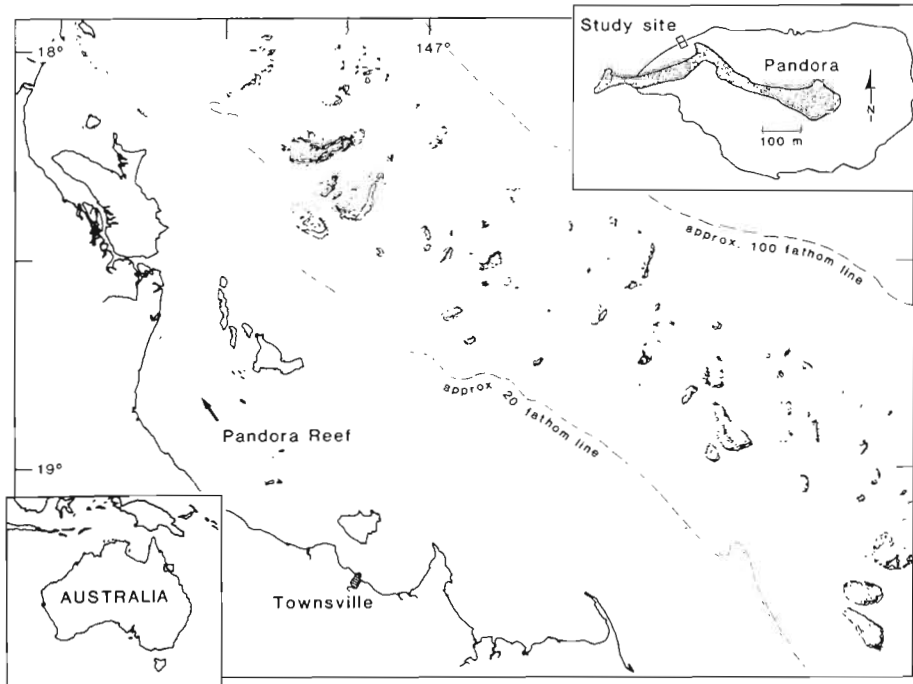 Study site
Pandora
N
100 m
18°
147°
approx. 100 fathom line
approx. 20 fathom line
Pandora Reef
19°
AUSTRALIA
Townsville